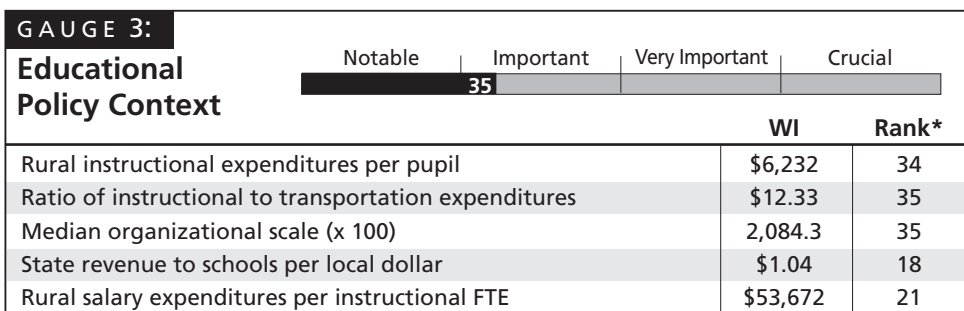 GAUGE 3:
Educational
Policy Context
Notable Important Very Important Crucial
35
WI Rank*
Rural instructional expenditures per pupil $6,232 34
Ratio of instructional to transportation expenditures $12.33 35
Median organizational scale (x 100) 2,084.3 35
State revenue to schools per local dollar $1.04 18
Rural salary expenditures per instructional FTE $53,672 21